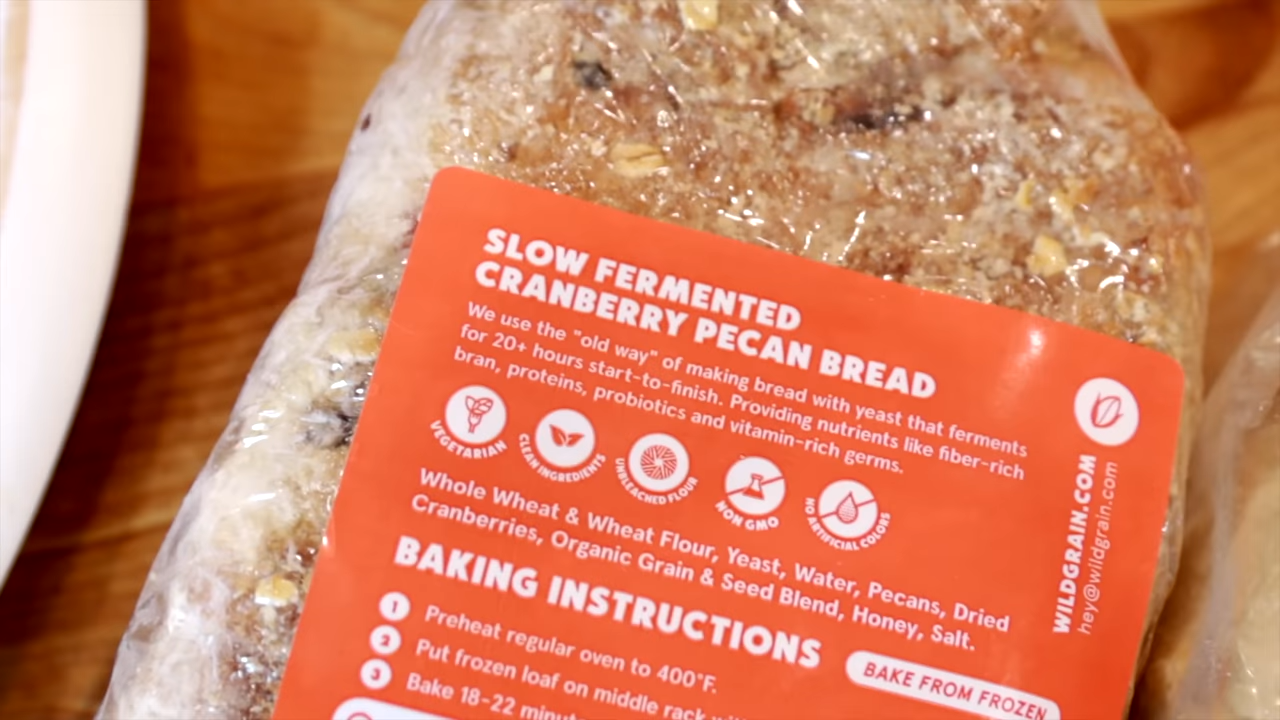 SLOW FERMENTED
CRANBERRY PECAN BREAD
We use the "old way" of making bread with yeast that ferments
for 20+ hours start-to-finish. Providing nutrients like fiber-rich
bran, proteins, probiotics and vitamin-rich germs.
VEGETARIAN
CLEAN INGREDIENTS
UNBLEACHED FLOUR
NON GMO
NO ARTIFICIAL COLORS
Whole Wheat & Wheat Flour, Yeast, Water, Pecans, Dried
Cranberries, Organic Grain & Seed Blend, Honey, Salt.
BAKING INSTRUCTIONS
BAKE FROM FROZEN
1 Preheat regular oven to 400°F.
2 Put frozen loaf on middle rack
3 Bake 18-22
WILDGRAIN.COM
hey@wildgrain.com